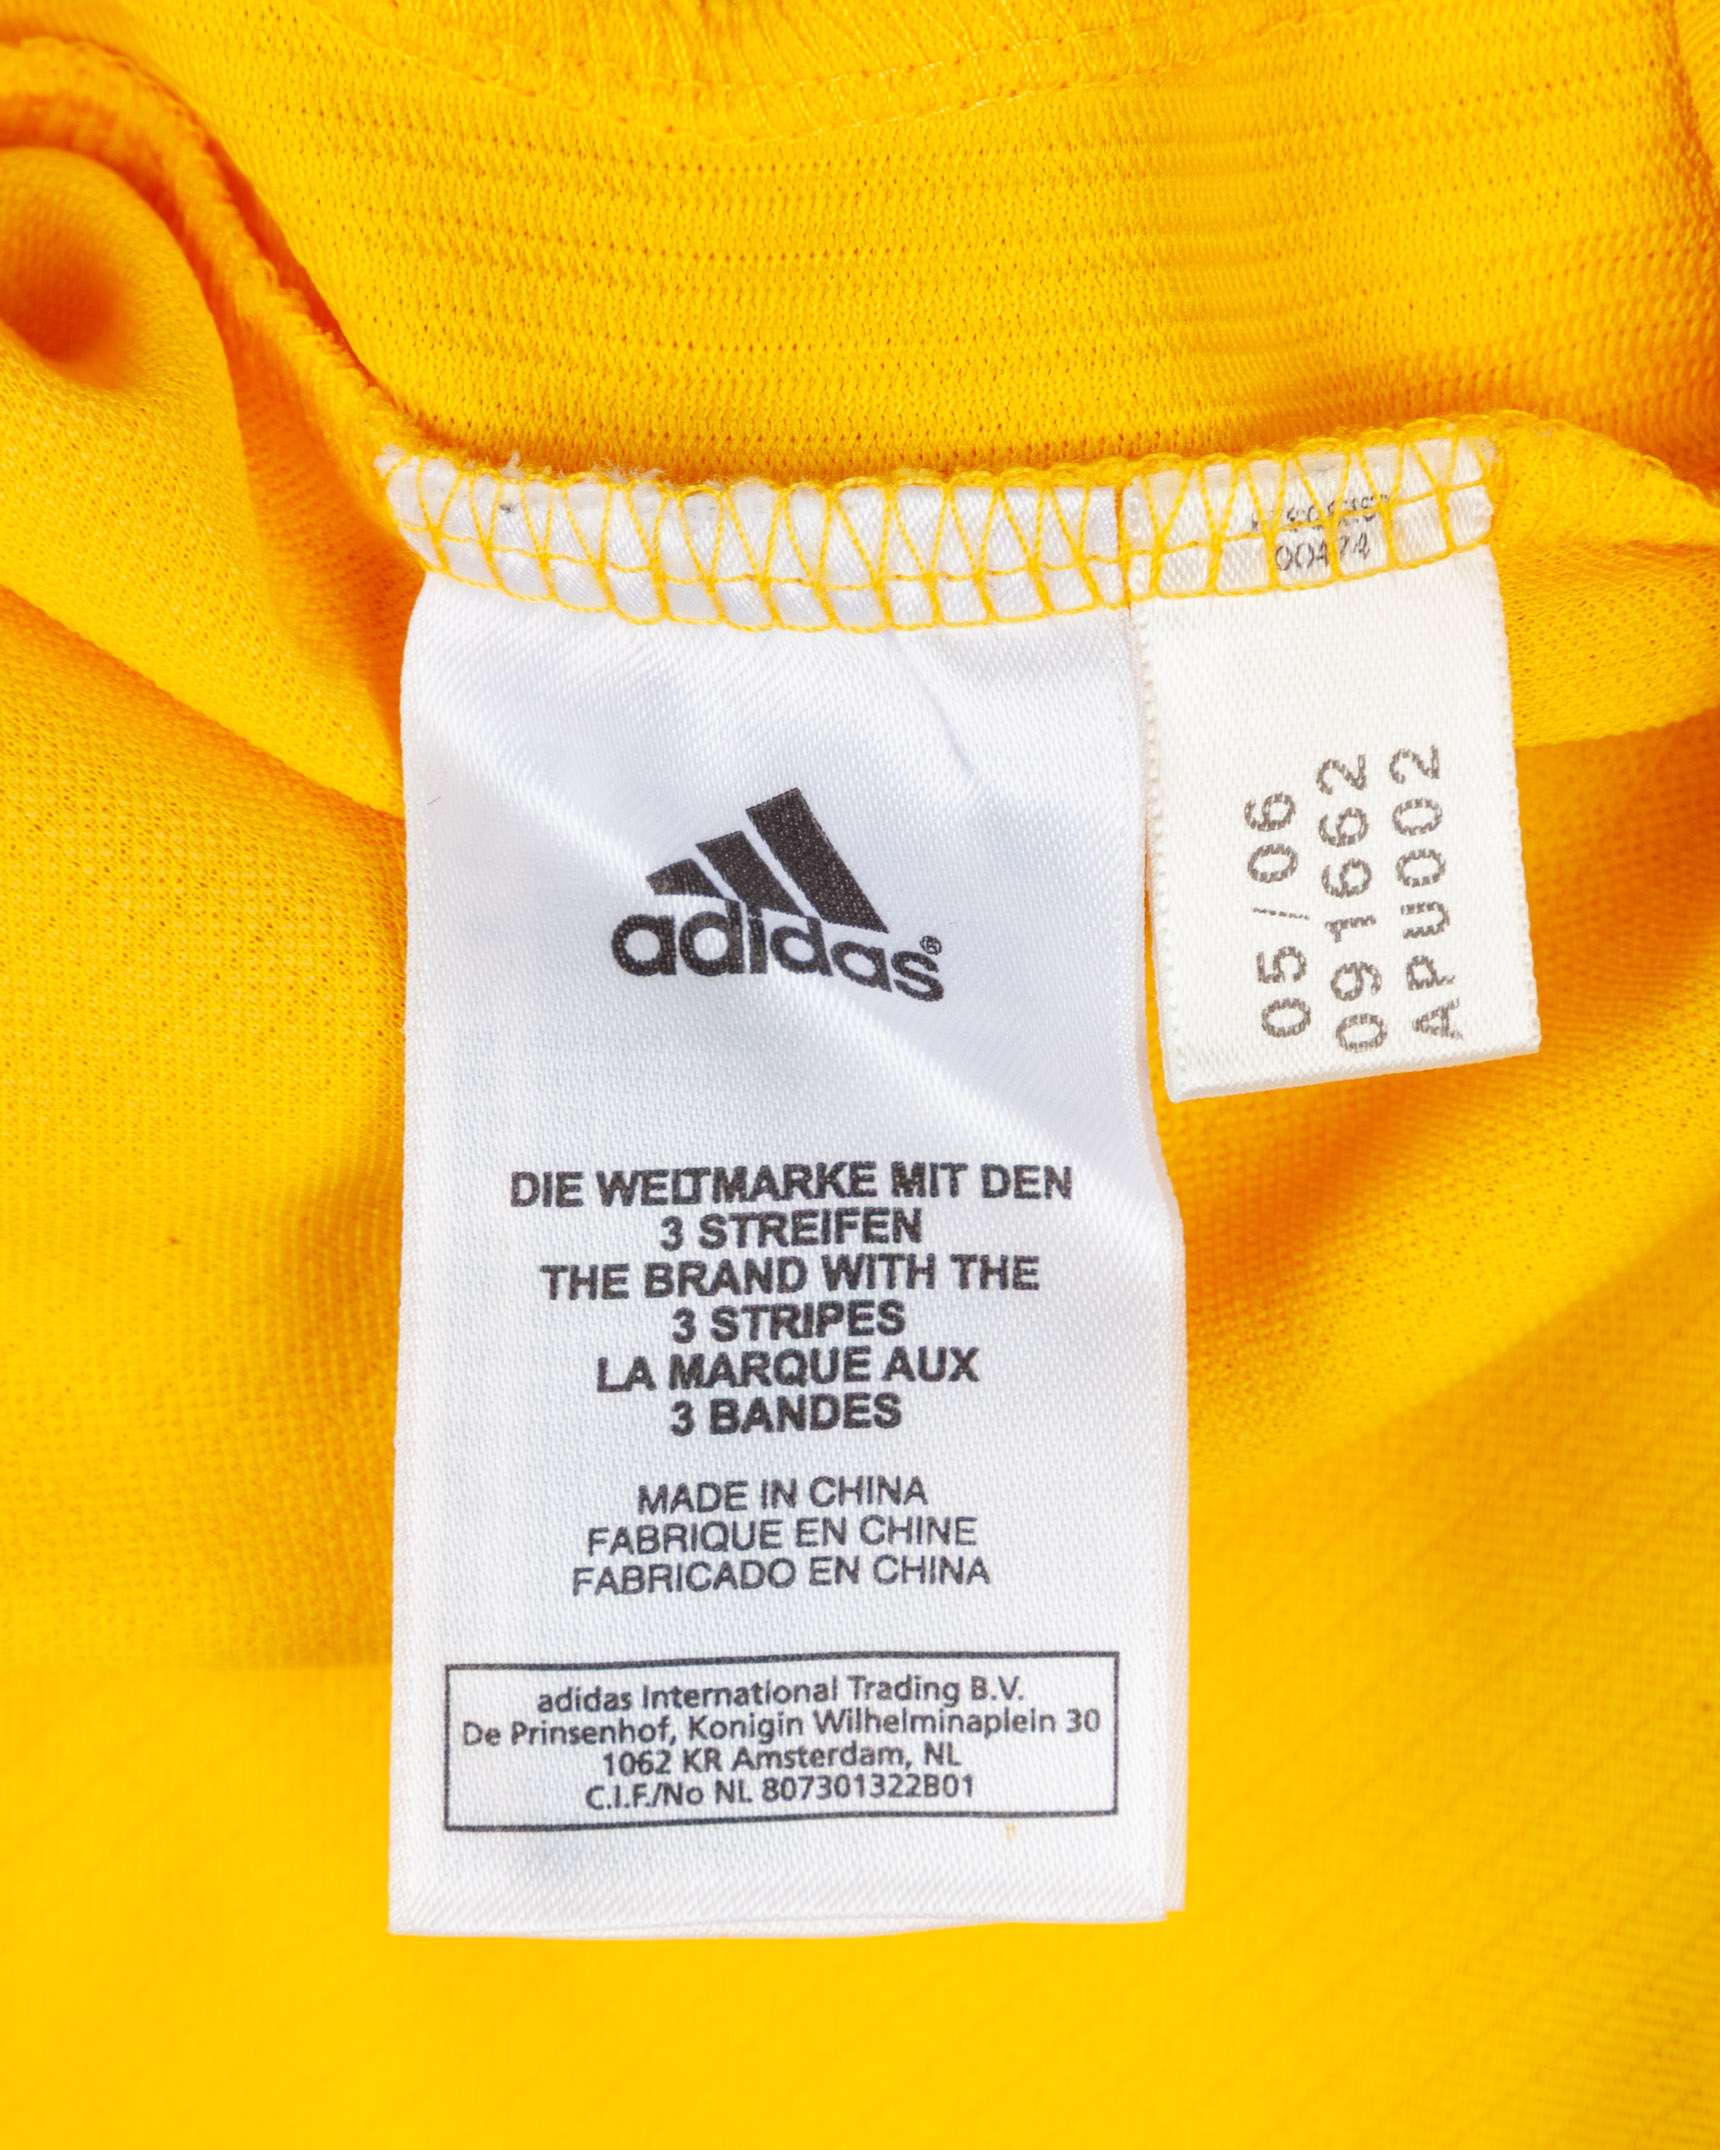 00474
05/06
091662
APU002
adidas®
DIE WELTMARKE MIT DEN
3 STREIFEN
THE BRAND WITH THE
3 STRIPES
LA MARQUE AUX
3 BANDES
MADE IN CHINA
FABRIQUE EN CHINE
FABRICADO EN CHINA
adidas International Trading B.V.
De Prinsenhof, Konigin Wilhelminaplein 30
1062 KR Amsterdam, NL
C.I.F./No NL 807301322B01